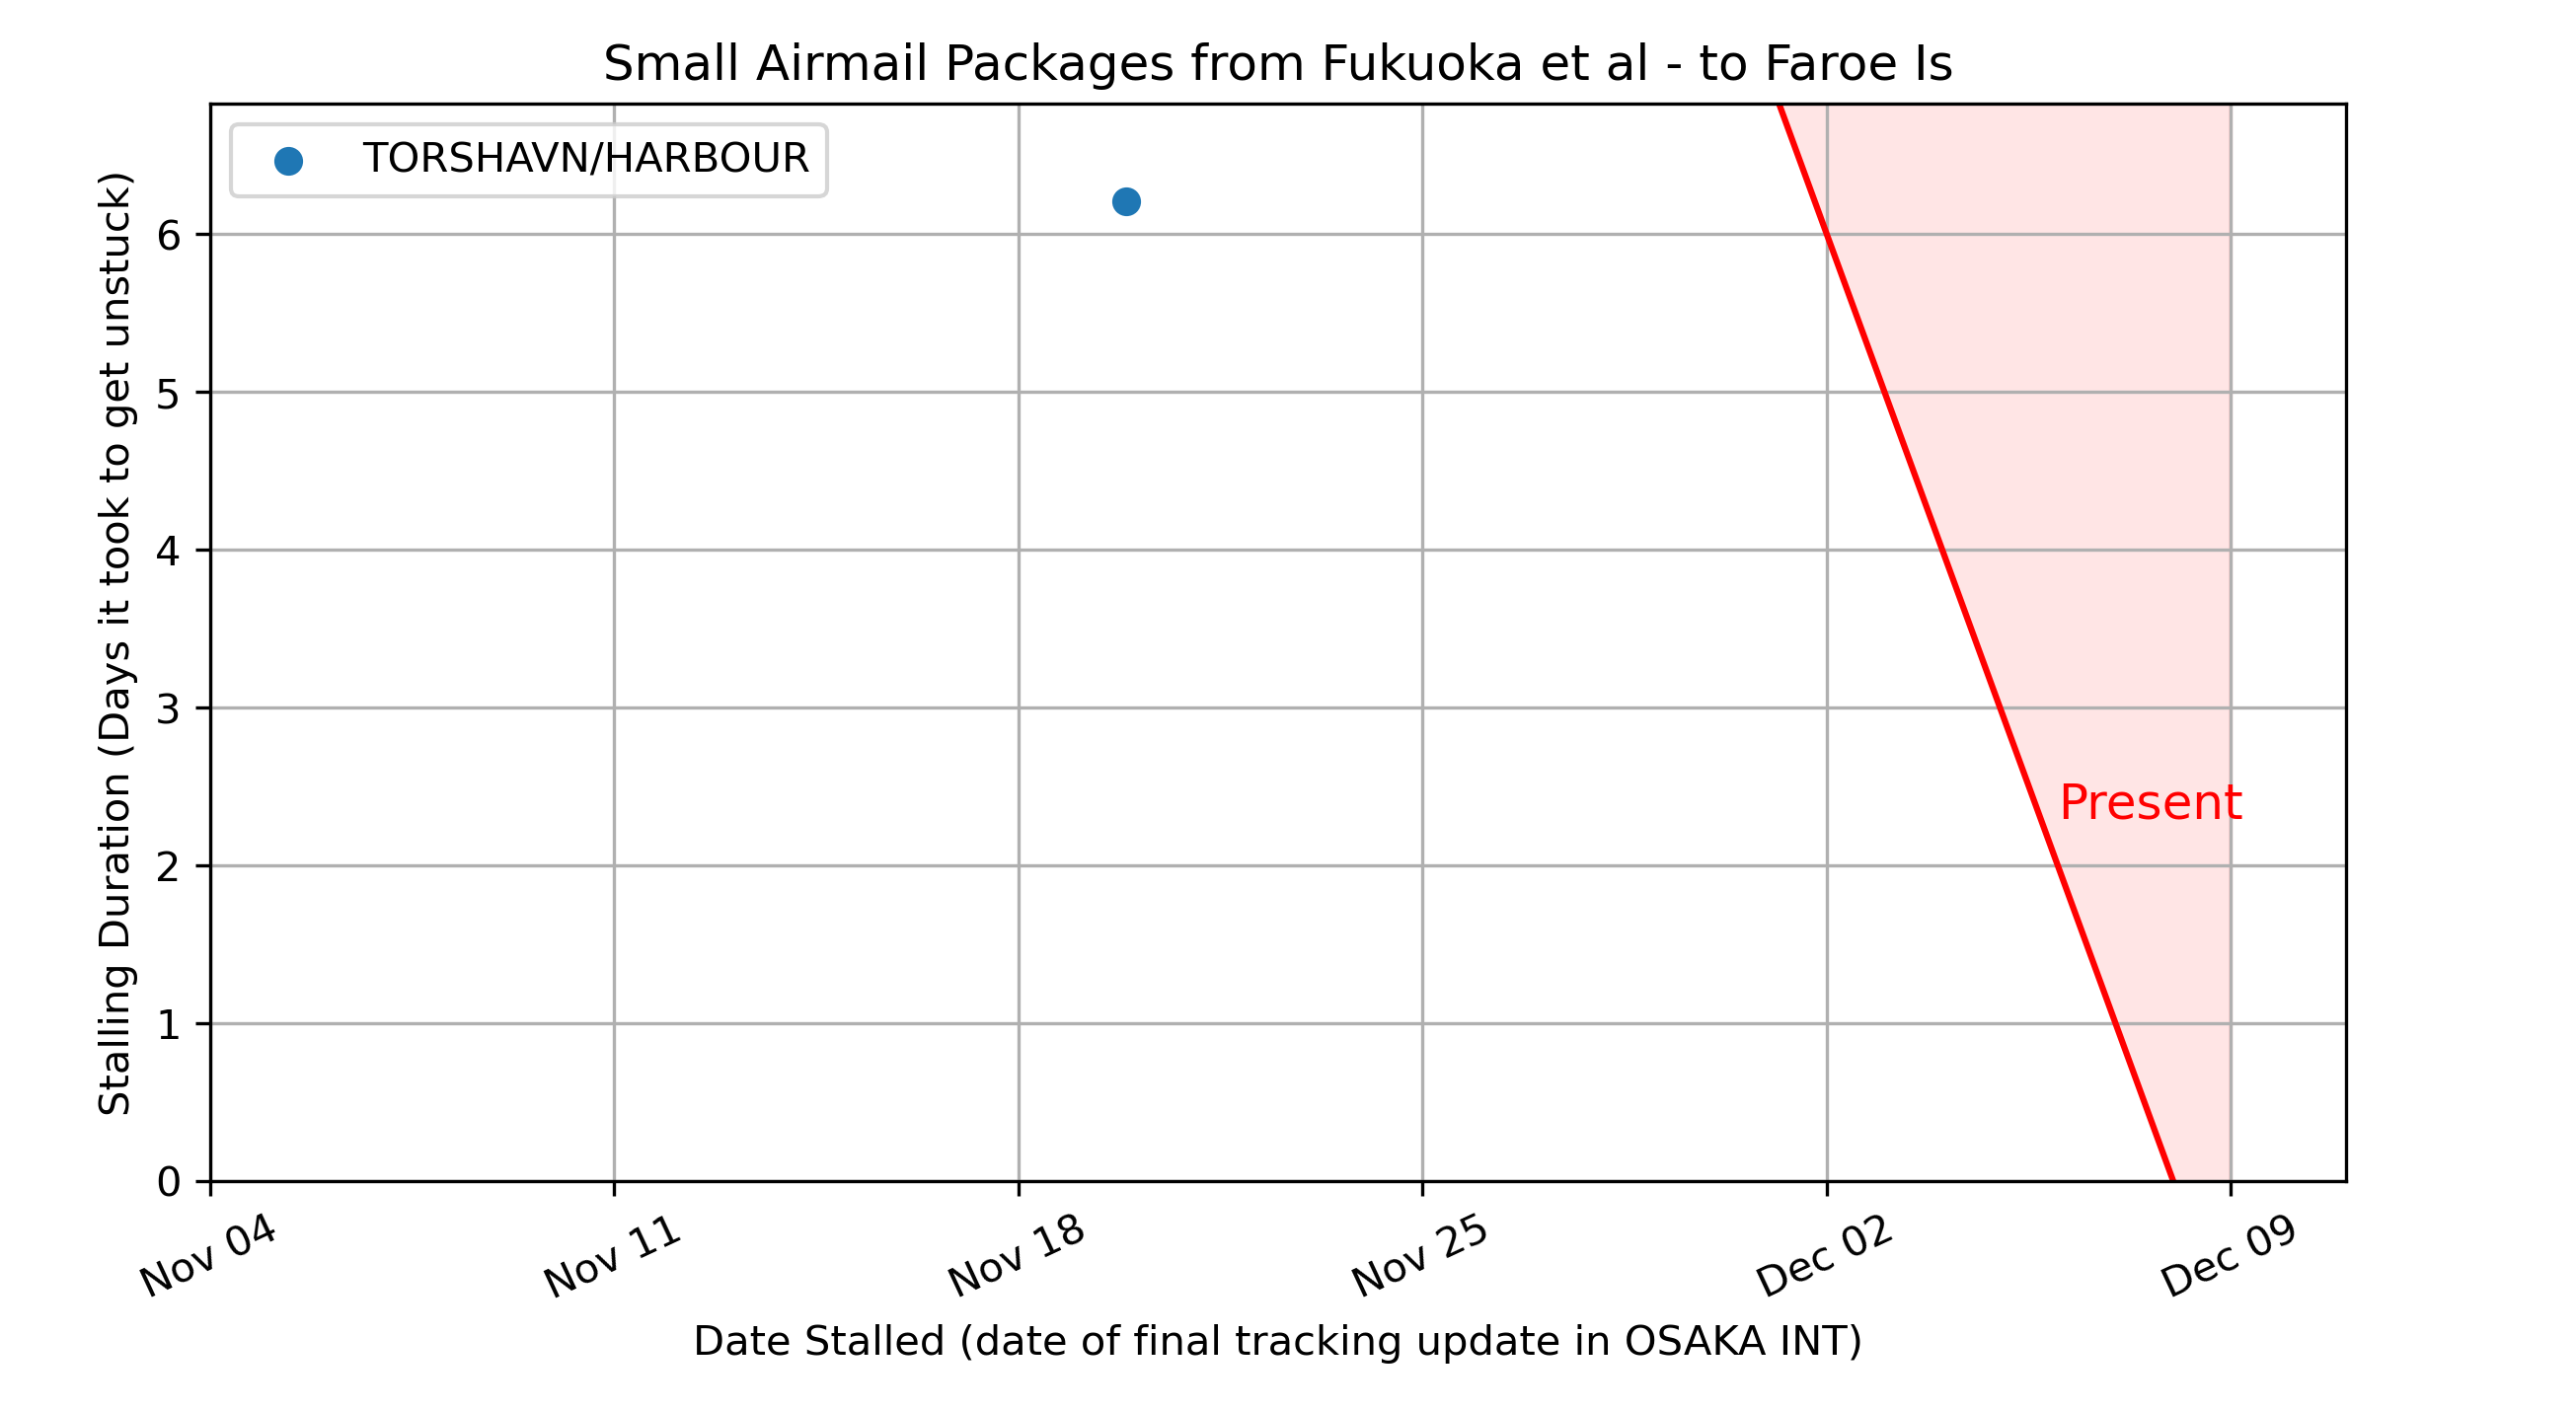 Small Airmail Packages from Fukuoka et al - to Faroe Is
TORSHAVN/HARBOUR
Stalling Duration (Days it took to get unstuck)
6
5
4
3
2
1
0
Present
Nov 04
Nov 11
Nov 18
Nov 25
Dec 02
Dec 09
Date Stalled (date of final tracking update in OSAKA INT)